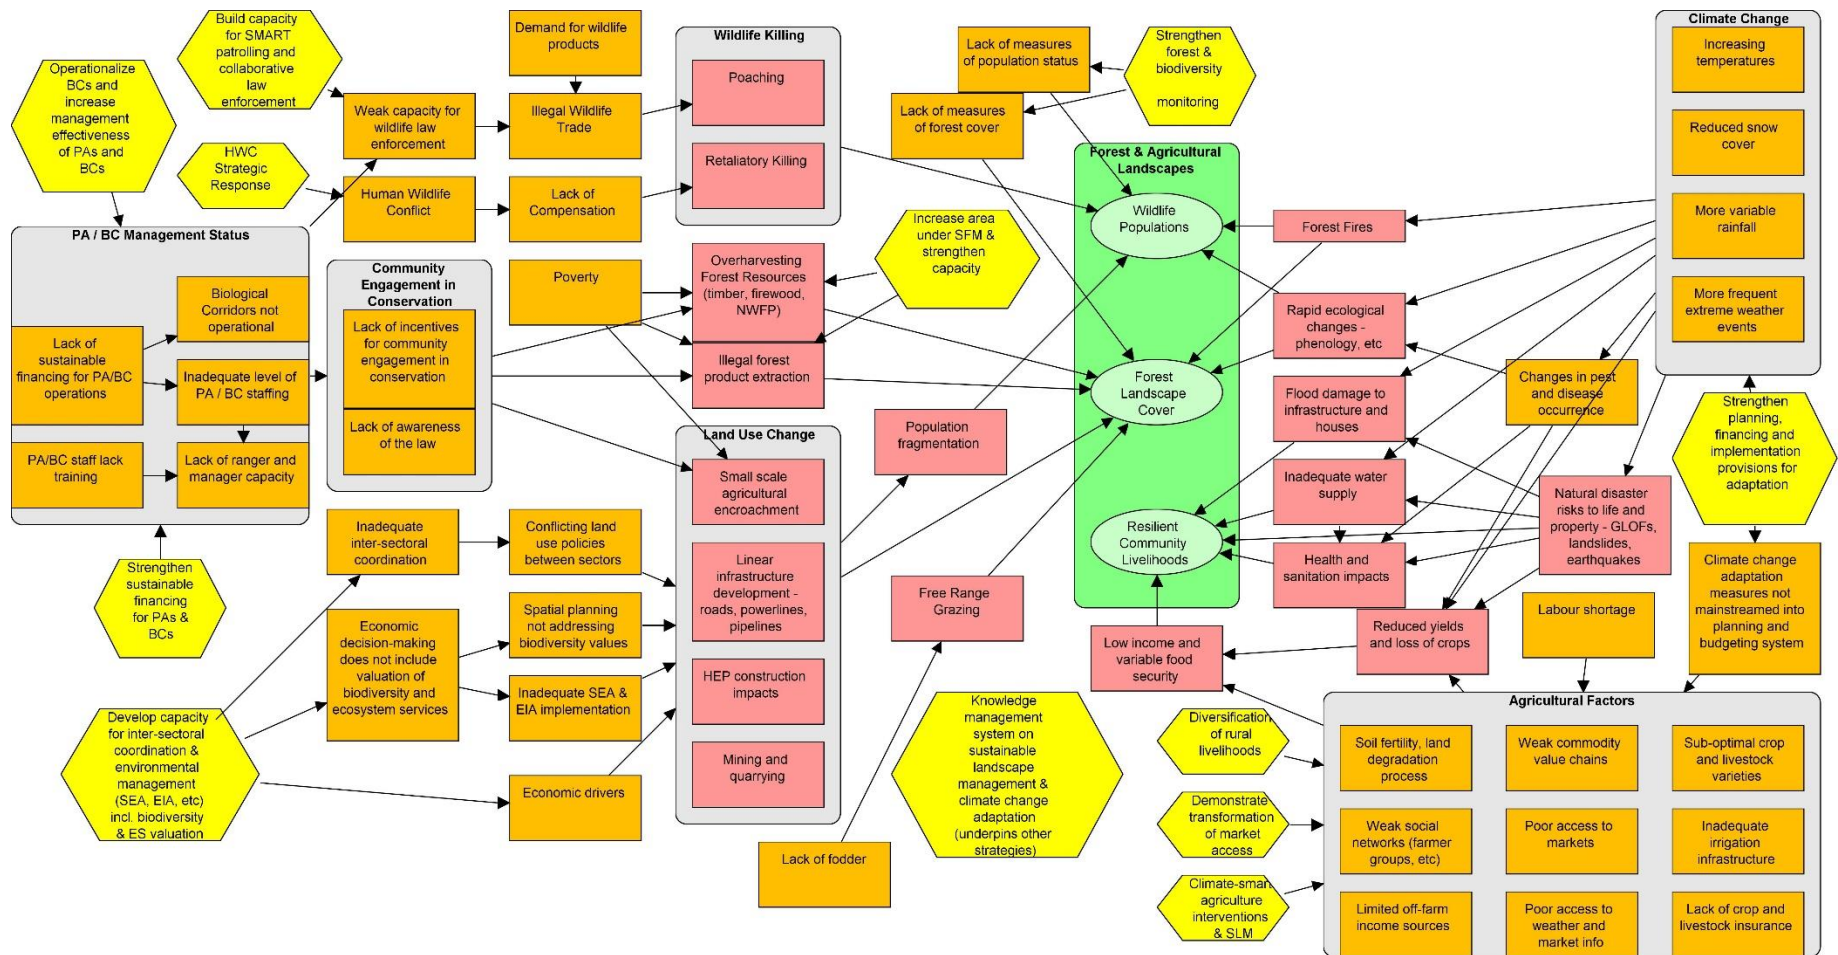 Build capacity
for SMART
patrolling and
collaborative
law
enforcement
Operationalize
BCs and
increase
management
effectiveness
of PAs and
BCs
HWC
Strategic
Response
Weak capacity for
wildlife law
enforcement
Human Wildlife
Conflict
Demand for wildlife
products
Illegal Wildlife
Trade
Lack of
Compensation
Wildlife Killing
Poaching
Retaliatory Killing
Lack of measures
of population status
Lack of measures
of forest cover
Strengthen
forest &
biodiversity
monitoring
PA / BC Management Status
Biological
Corridors not
operational
Lack of
sustainable
financing for PA/BC
operations
Inadequate level of
PA / BC staffing
PA/BC staff lack
training
Lack of ranger and
manager capacity
Strengthen
sustainable
financing
for PAs &
BCs
Community
Engagement in
Conservation
Lack of incentives
for community
engagement in
conservation
Lack of awareness
of the law
Poverty
Overharvesting
Forest Resources
(timber, firewood,
NWFP)
Illegal forest
product extraction
Increase area
under SFM &
strengthen
capacity
Land Use Change
Small scale
agricultural
encroachment
Linear
infrastructure
development -
roads, powerlines,
pipelines
HEP construction
impacts
Mining and
quarrying
Inadequate
inter-sectoral
coordination
Conflicting land
use policies
between sectors
Economic
decision-making
does not include
valuation of
biodiversity and
ecosystem services
Spatial planning
not addressing
biodiversity values
Inadequate SEA &
EIA implementation
Economic drivers
Develop capacity
for inter-sectoral
coordination &
environmental
management
(SEA, EIA, etc)
incl. biodiversity
& ES valuation
Lack of fodder
Population
fragmentation
Free Range
Grazing
Knowledge
management
system on
sustainable
landscape
management &
climate change
adaptation
(underpins other
strategies)
Forest & Agricultural
Landscapes
Wildlife
Populations
Forest
Landscape
Cover
Resilient
Community
Livelihoods
Forest Fires
Rapid ecological
changes -
phenology, etc
Flood damage to
infrastructure and
houses
Inadequate water
supply
Health and
sanitation impacts
Low income and
variable food
security
Reduced yields
and loss of crops
Changes in pest
and disease
occurrence
Natural disaster
risks to life and
property - GLOFs,
landslides,
earthquakes
Labour shortage
Climate Change
Increasing
temperatures
Reduced snow
cover
More variable
rainfall
More frequent
extreme weather
events
Strengthen
planning,
financing and
implementation
provisions for
adaptation
Climate change
adaptation
measures not
mainstreamed into
planning and
budgeting system
Diversification
of rural
livelihoods
Demonstrate
transformation
of market
access
Climate-smart
agriculture
interventions
& SLM
Agricultural Factors
Soil fertility, land
degradation
process
Weak commodity
value chains
Sub-optimal crop
and livestock
varieties
Weak social
networks (farmer
groups, etc)
Poor access to
markets
Inadequate
irrigation
infrastructure
Limited off-farm
income sources
Poor access to
weather and
market info
Lack of crop and
livestock insurance